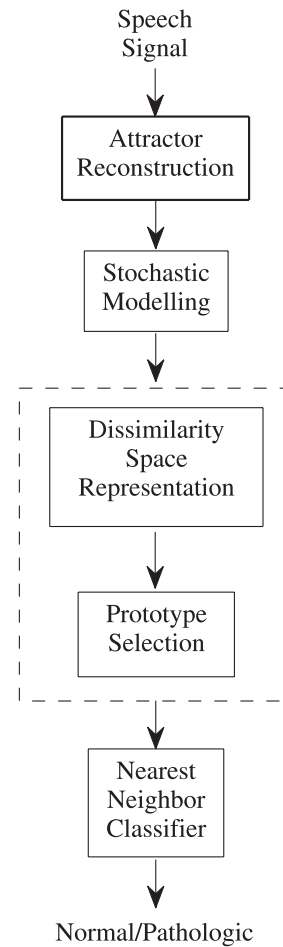 Speech
Signal
Attractor
Reconstruction
Stochastic
Modelling
Dissimilarity
Space
Representation
Prototype
Selection
Nearest
Neighbor
Classifier
Normal/Pathologic